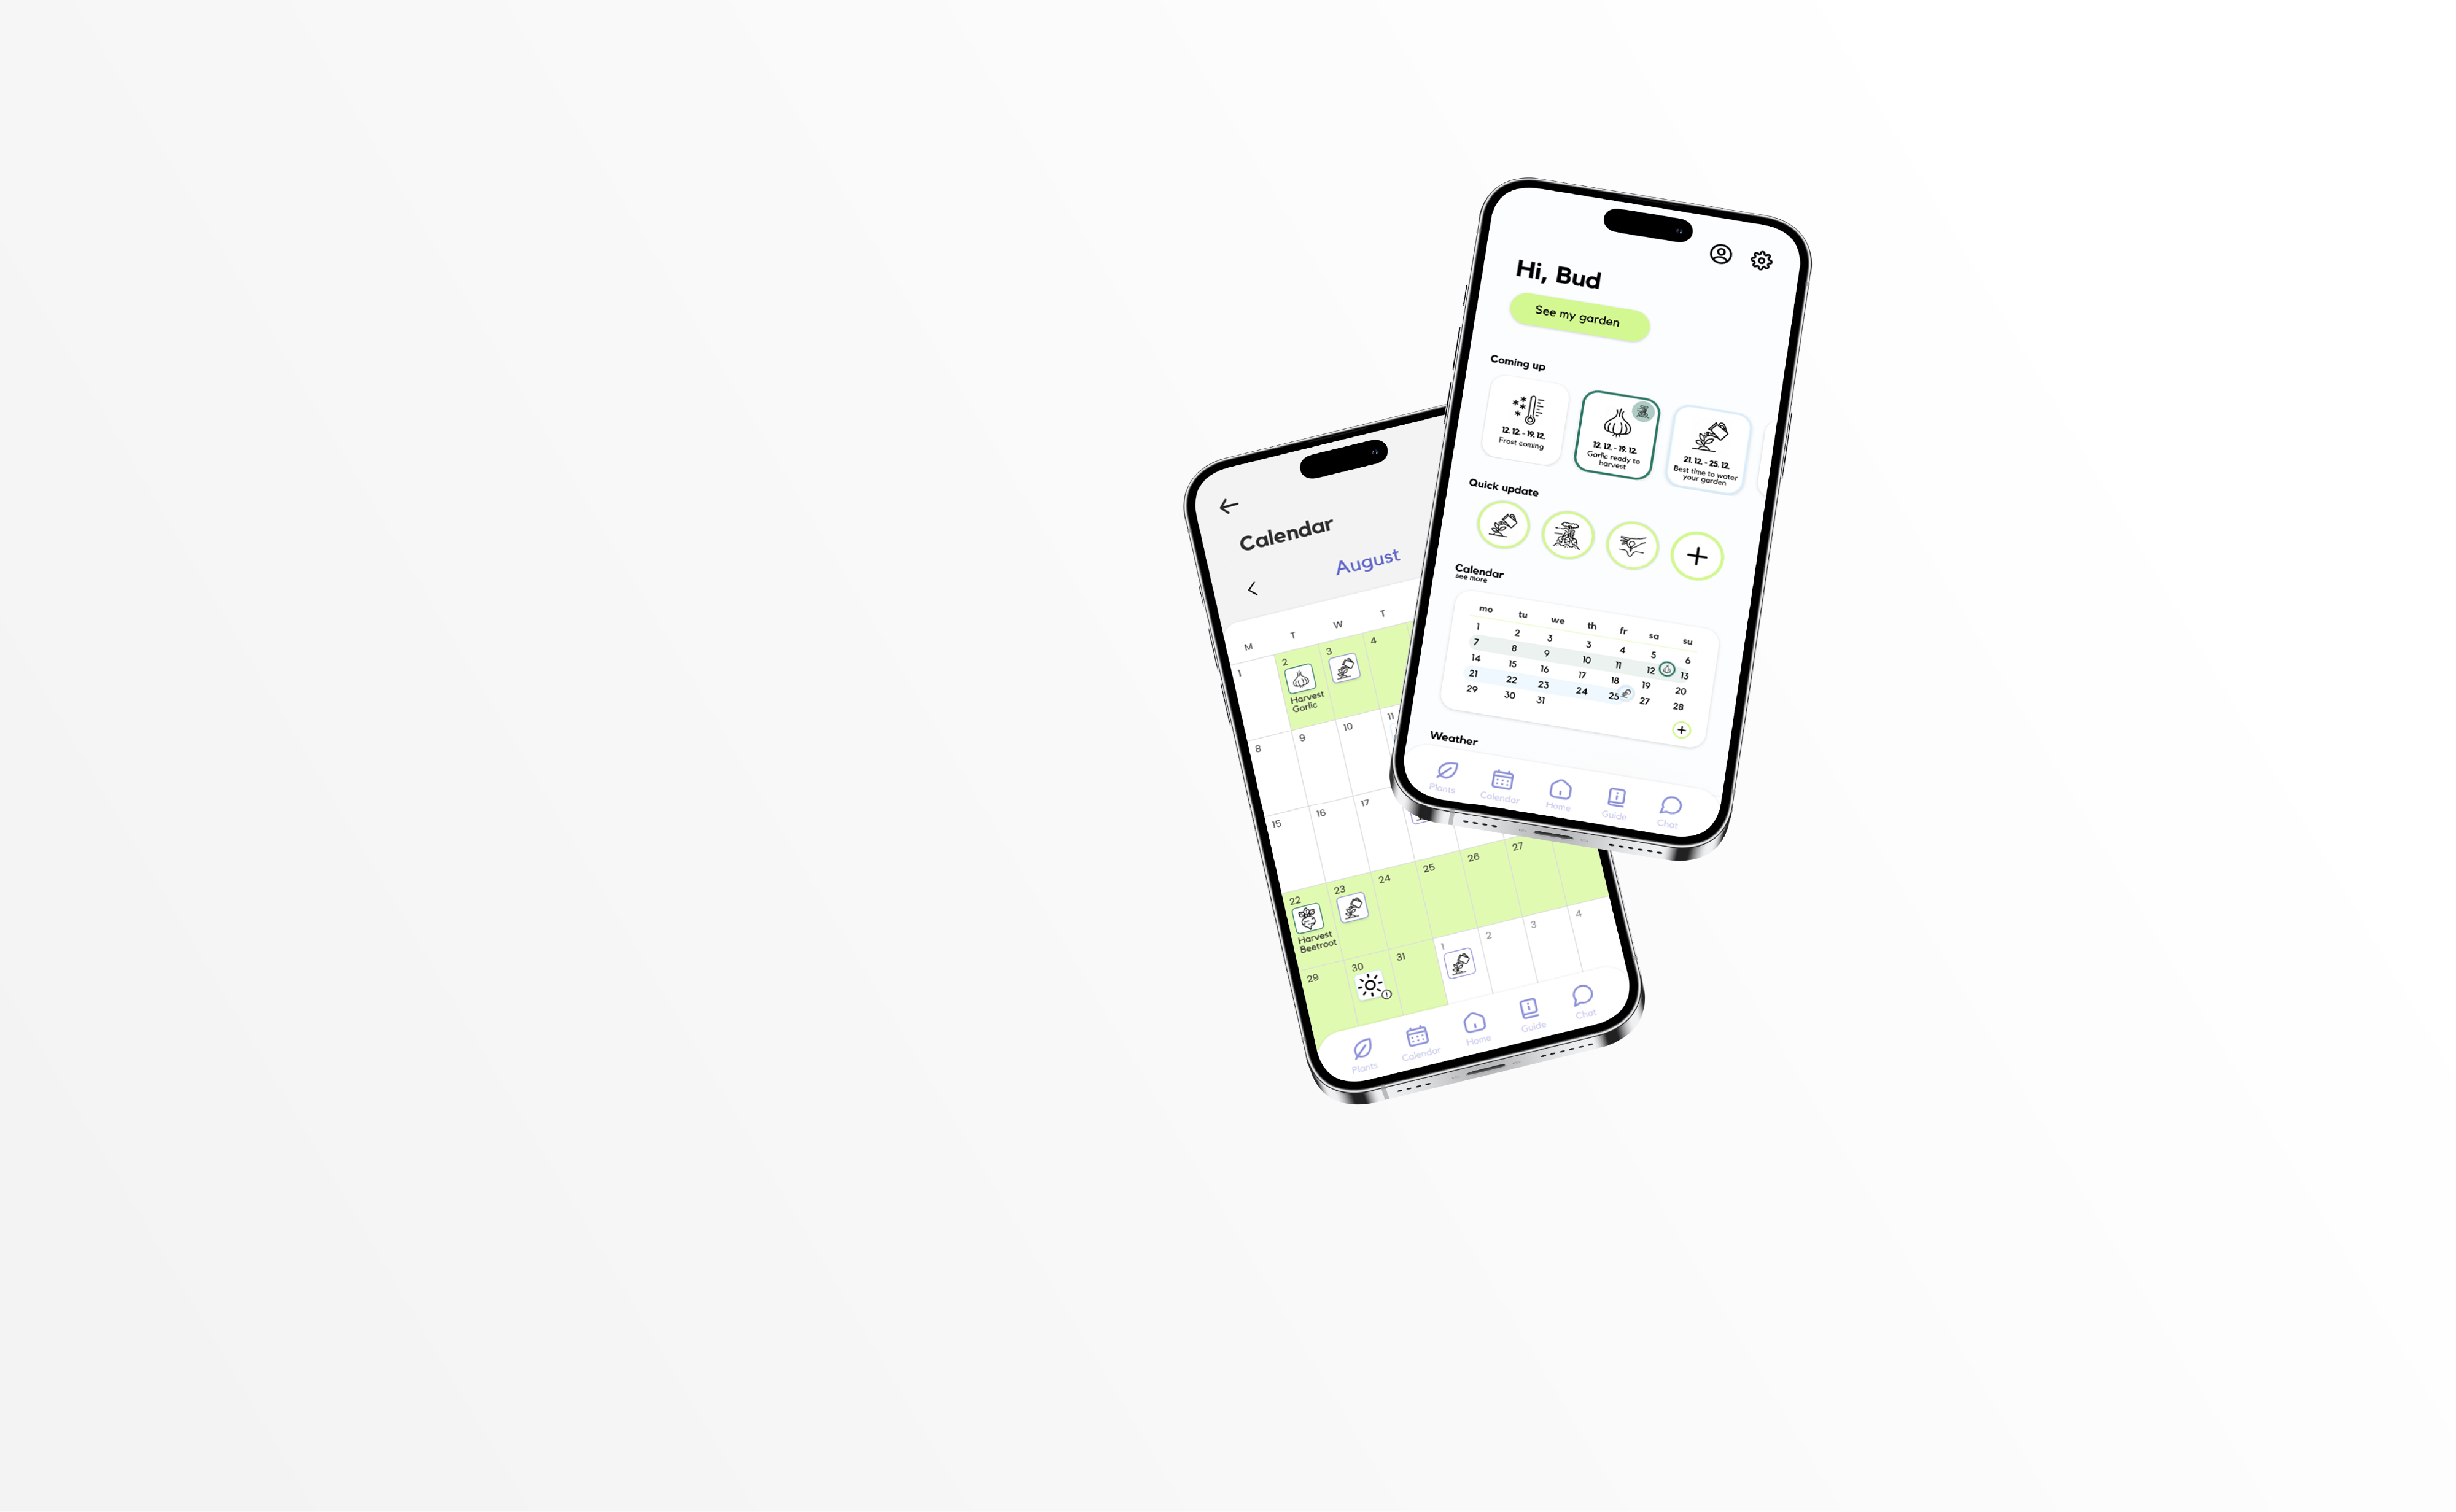 Hi, Bud
See my garden
Coming up
12. 12. - 19. 12.
Frost coming
12. 12. - 19. 12.
Garlic ready to
harvest
21. 12. - 25. 12.
Best time to water
your garden
Quick update
Calendar
see more
mo tu we th fr sa su
1 2 3 3 4 5 6
7 8 9 10 11 12 13
14 15 16 17 18 19 20
21 22 23 24 25 27 28
29 30 31
Weather
Plants Calendar Home Guide Chat
Calendar
August
M T W T
1 2 3 4
Harvest
Garlic
8 9 10 11
15 16 17
22 23 24 25 26 27
Harvest
Beetroot
29 30 31 1 2 3 4
Plants Calendar Home Guide Chat